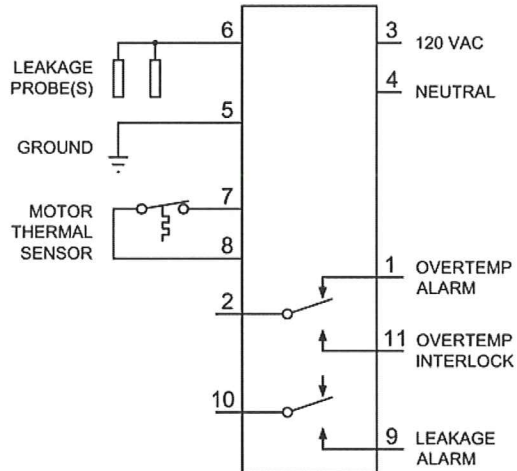 6
3
120 VAC
LEAKAGE
PROBE(S)
4
NEUTRAL
5
GROUND
7
MOTOR
THERMAL
SENSOR
8
1
OVERTEMP
ALARM
2
11
OVERTEMP
INTERLOCK
10
9
LEAKAGE
ALARM